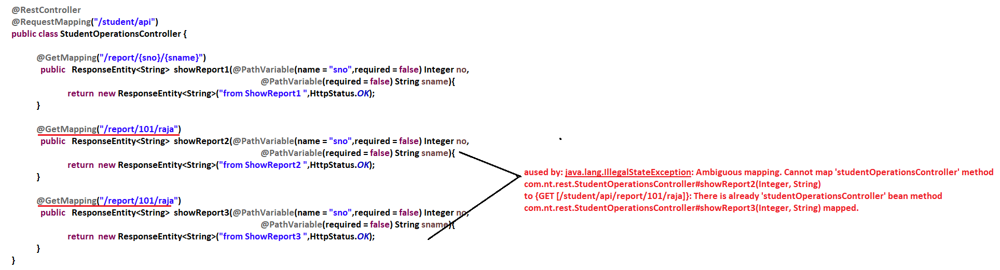 @RestController
@RequestMapping("/student/api")
public class StudentOperationsController {
@GetMapping("/report/{sno}/{sname}")
public ResponseEntity<String> showReport1(@PathVariable(name = "sno",required = false) Integer no,
@PathVariable(required = false) String sname){
return new ResponseEntity<String>("from ShowReport1 ",HttpStatus.OK);
}
@GetMapping("/report/101/raja")
public ResponseEntity<String> showReport2(@PathVariable(name = "sno",required = false) Integer no,
@PathVariable(required = false) String sname){
return new ResponseEntity<String>("from ShowReport2 ",HttpStatus.OK);
}
@GetMapping("/report/101/raja")
public ResponseEntity<String> showReport3(@PathVariable(name = "sno",required = false) Integer no,
@PathVariable(required = false) String sname){
return new ResponseEntity<String>("from ShowReport3 ",HttpStatus.OK);
}
}
aused by: java.lang.IllegalStateException: Ambiguous mapping. Cannot map 'studentOperationsController' method
com.nt.rest.StudentOperationsController#showReport2(Integer, String)
to {GET [/student/api/report/101/raja]}: There is already 'studentOperationsController' bean method
com.nt.rest.StudentOperationsController#showReport3(Integer, String) mapped.